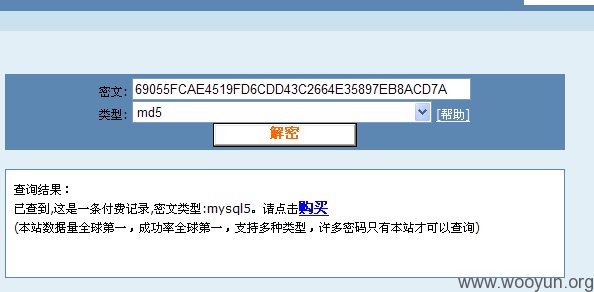 密文: 69055FCAE4519FD6CDD43C2664E35897EB8ACD7A
类型: md5 [帮助]
解密
查询结果：
已查到,这是一条付费记录,密文类型:mysql5。请点击购买
(本站数据量全球第一，成功率全球第一，支持多种类型，许多密码只有本站才可以查询)
www.wooyun.org